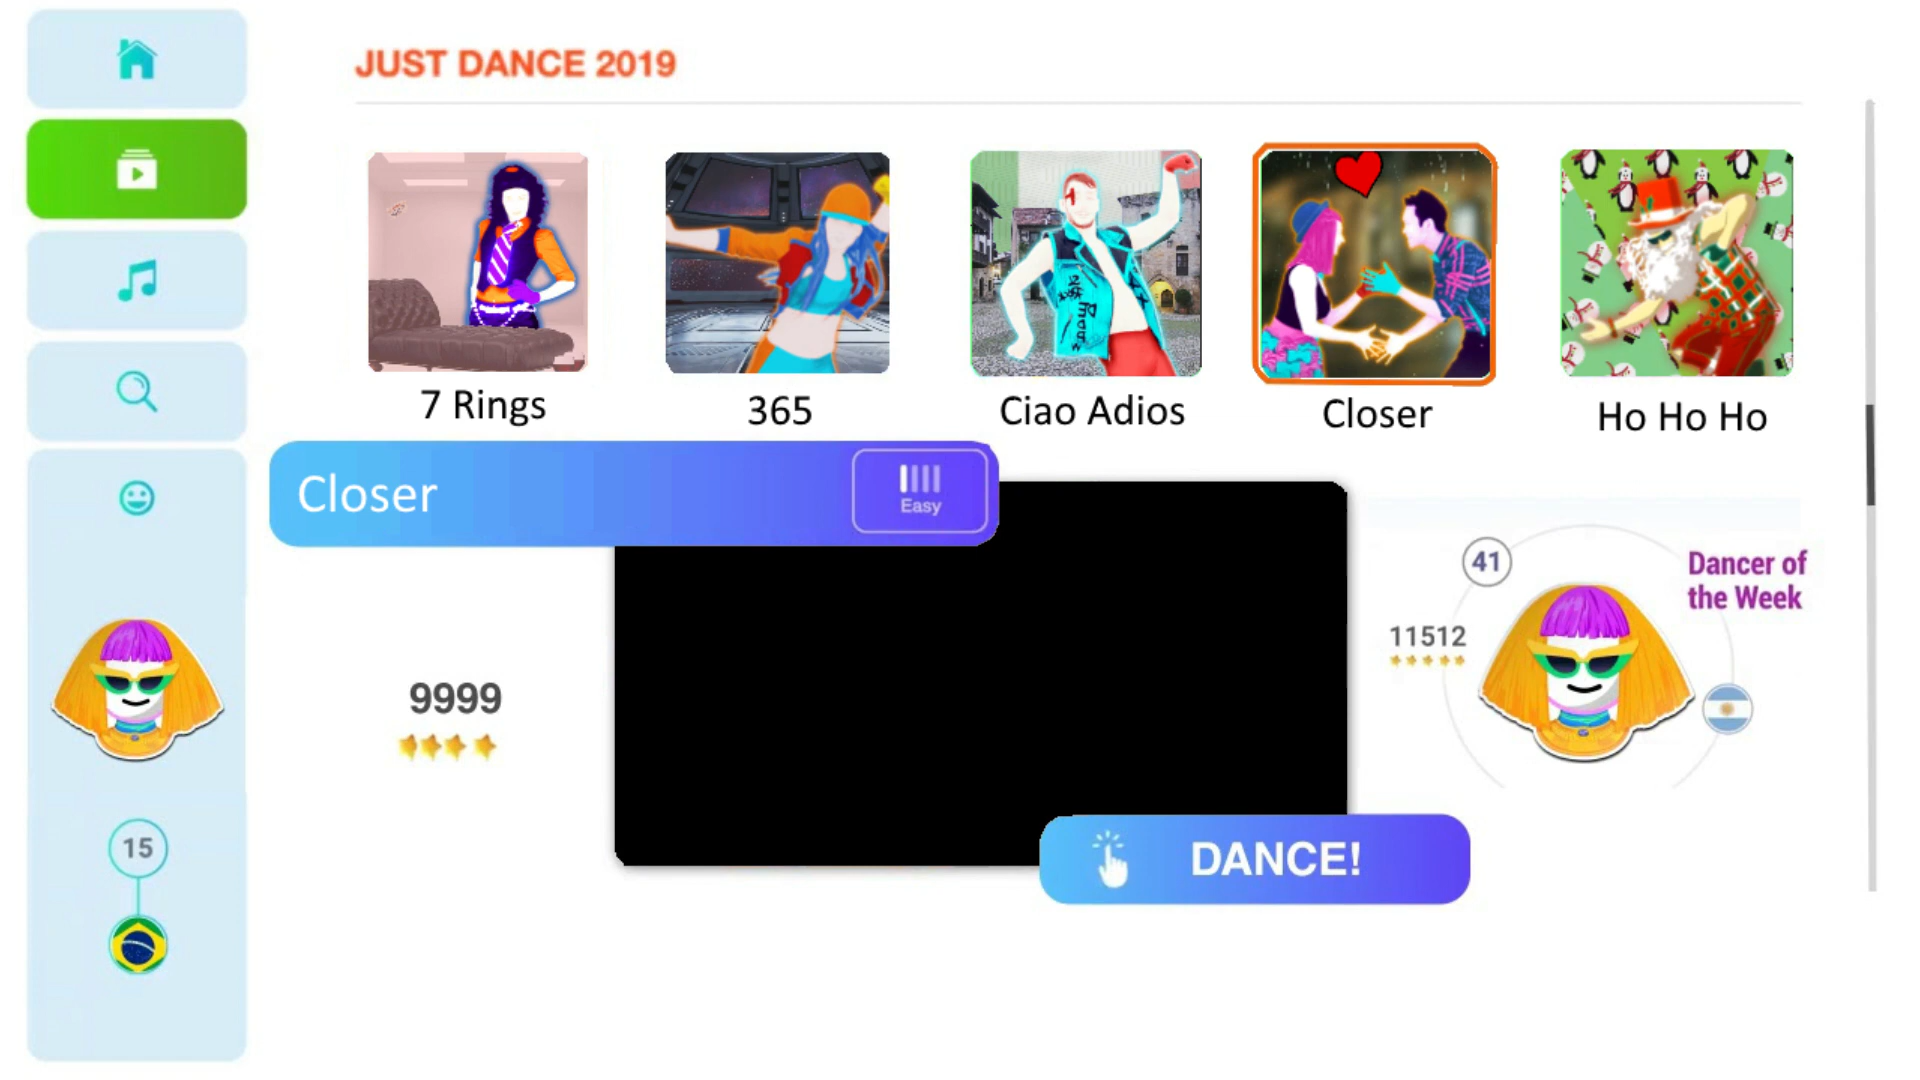 JUST DANCE 2019
7 Rings
365
Ciao Adios
Closer
Ho Ho Ho
Closer
Easy
41
Dancer of
the Week
11512
9999
DANCE!
15